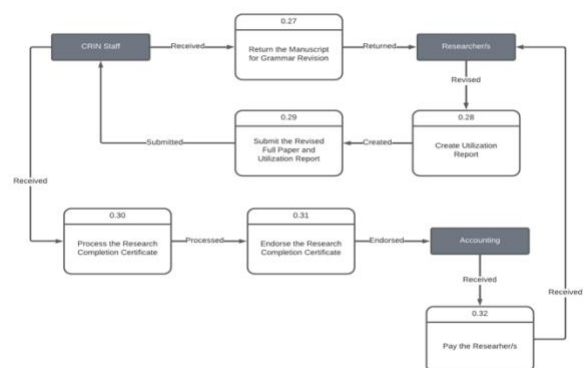 0.27
CRIN Staff
Received
Return the Manuscript
for Grammar Revision
Returned
Researcher/s
Revised
0.29
0.28
Submitted
Submit the Revised
Full Paper and
Utilization Report
Created
Create Utilization
Report
Received
0.30
0.31
Process the Research
Completion Certificate
Processed
Endorse the Research
Completion Certificate
Endorsed
Accounting
Received
Received
0.32
Pay the Researher/s